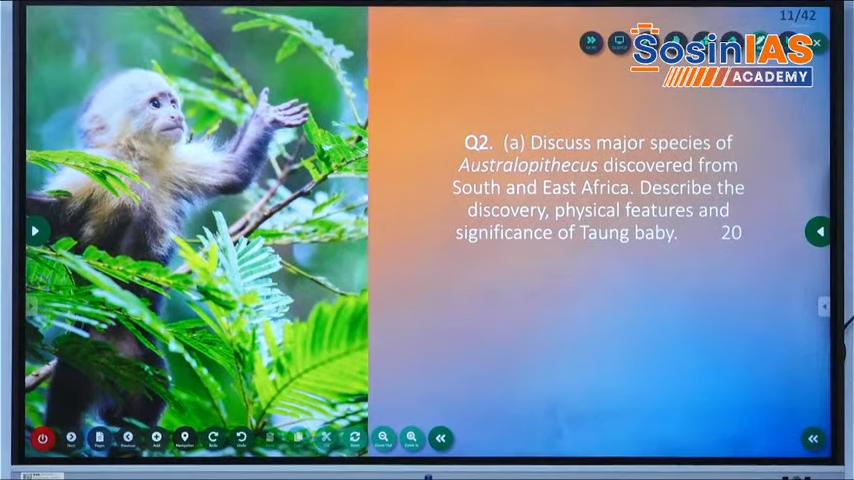 11/42
SosinIAS
ACADEMY
Q2. (a) Discuss major species of
Australopithecus discovered from
South and East Africa. Describe the
discovery, physical features and
significance of Taung baby. 20